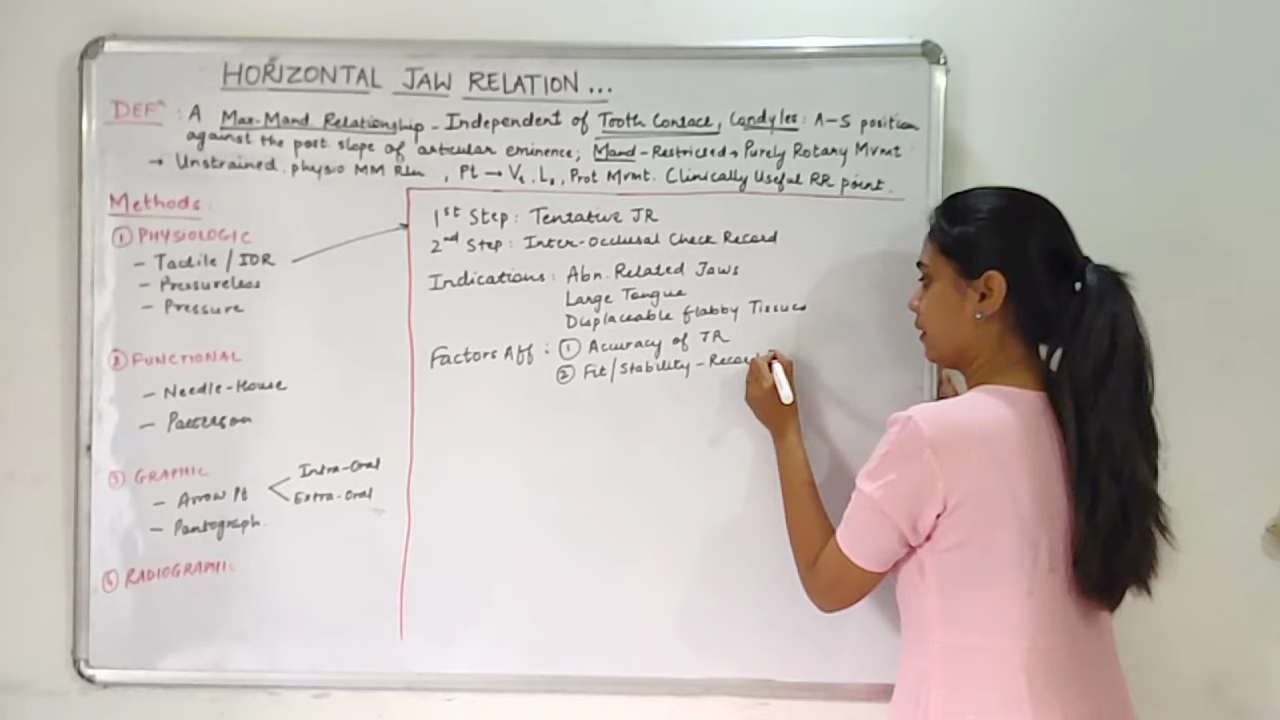 HORIZONTAL JAW RELATION...
DEFⁿ : A Max-Mand Relationship - Independent of Tooth Contact, Condyles: A-S position
against the post slope of articular eminence; Mand-Restricted → Purely Rotary Mvmt
→ Unstrained, physio MM Rln, Pt → Vt, Lt, Prot Mvmt. Clinically Useful RR point.
Methods:
① PHYSIOLOGIC
- Tactile / IOR
- Pressureless
- Pressure
② FUNCTIONAL
- Needle-House
- Patterson
③ GRAPHIC
- Arrow Pt
Intra-Oral
Extra-Oral
- Pantograph.
④ RADIOGRAPHIC
1st Step: Tentative JR
2nd Step: Inter-Occlusal Check Record
Indications: Abn. Related Jaws
Large Tongue
Displaceable flabby Tissues
Factors Aff: ① Accuracy of JR
② Fit/Stability - Record